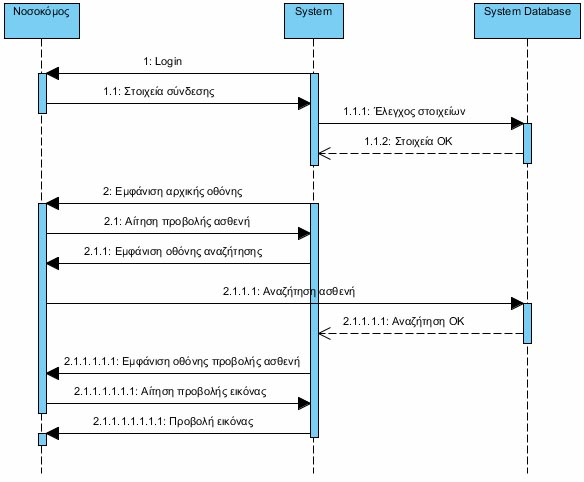 Νοσοκόμος
System
System Database
1: Login
1.1: Στοιχεία σύνδεσης
1.1.1: Έλεγχος στοιχείων
1.1.2: Στοιχεία ΟΚ
2: Εμφάνιση αρχικής οθόνης
2.1: Αίτηση προβολής ασθενή
2.1.1: Εμφάνιση οθόνης αναζήτησης
2.1.1.1: Αναζήτηση ασθενή
2.1.1.1.1: Αναζήτηση ΟΚ
2.1.1.1.1.1: Εμφάνιση οθόνης προβολής ασθενή
2.1.1.1.1.1.1: Αίτηση προβολής εικόνας
2.1.1.1.1.1.1.1: Προβολή εικόνας